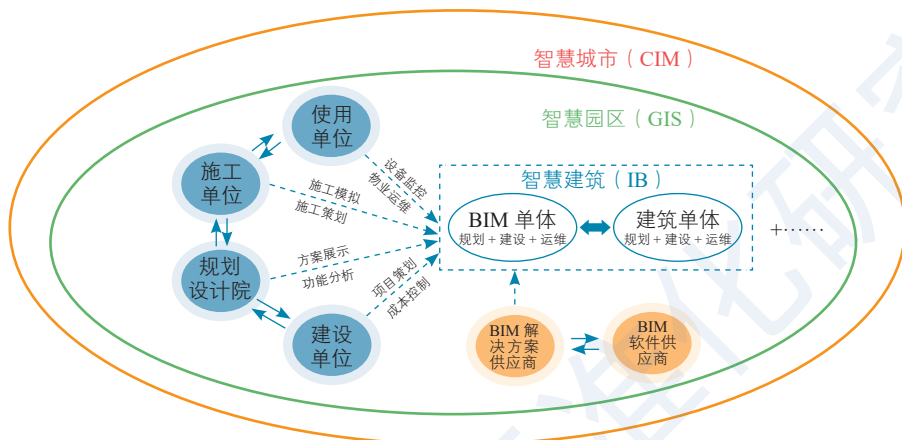 智慧城市（CIM）
智慧园区（GIS）
使用
单位
施工
单位
设备监控
物业运维
智慧建筑（IB）
施工模拟
施工策划
BIM 单体
规划 + 建设 + 运维
建筑单体
规划 + 建设 + 运维
+……
规划
设计院
方案展示
功能分析
项目策划
成本控制
建设
单位
BIM 解
决方案
供应商
BIM
软件供
应商
准化研究